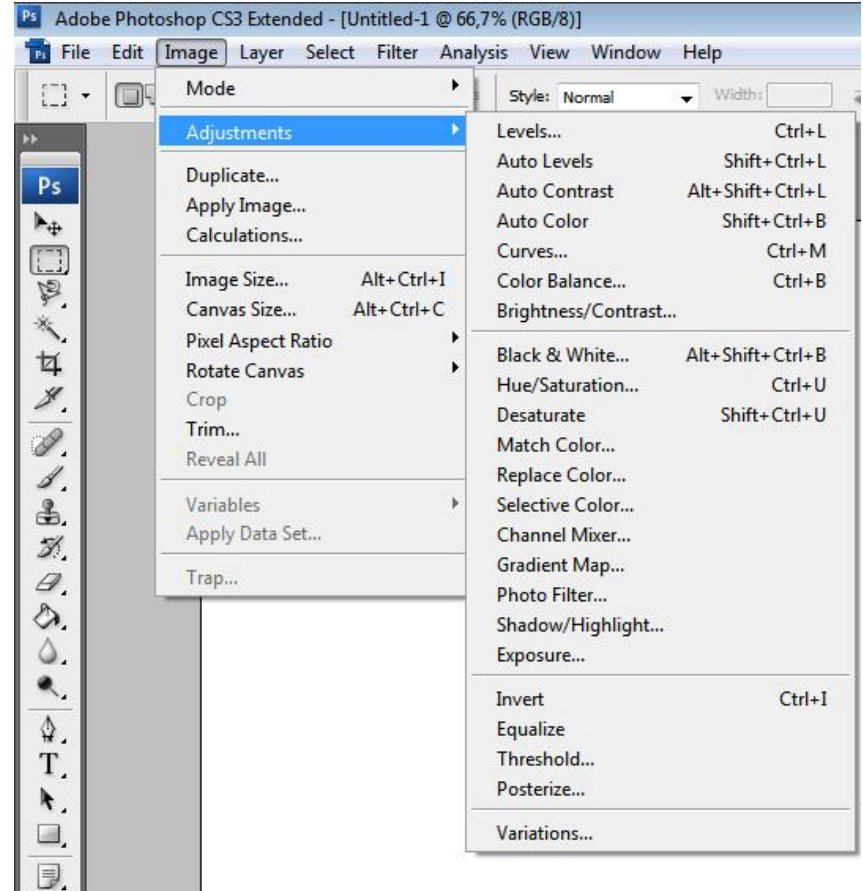 Ps Adobe Photoshop CS3 Extended - [Untitled-1 @ 66,7% (RGB/8)]
Ps File Edit Image Layer Select Filter Analysis View Window Help
Style: Normal Width:
Ps
T
Mode
Adjustments
Duplicate...
Apply Image...
Calculations...
Image Size... Alt+Ctrl+I
Canvas Size... Alt+Ctrl+C
Pixel Aspect Ratio
Rotate Canvas
Crop
Trim...
Reveal All
Variables
Apply Data Set...
Trap...
Levels... Ctrl+L
Auto Levels Shift+Ctrl+L
Auto Contrast Alt+Shift+Ctrl+L
Auto Color Shift+Ctrl+B
Curves... Ctrl+M
Color Balance... Ctrl+B
Brightness/Contrast...
Black & White... Alt+Shift+Ctrl+B
Hue/Saturation... Ctrl+U
Desaturate Shift+Ctrl+U
Match Color...
Replace Color...
Selective Color...
Channel Mixer...
Gradient Map...
Photo Filter...
Shadow/Highlight...
Exposure...
Invert Ctrl+I
Equalize
Threshold...
Posterize...
Variations...